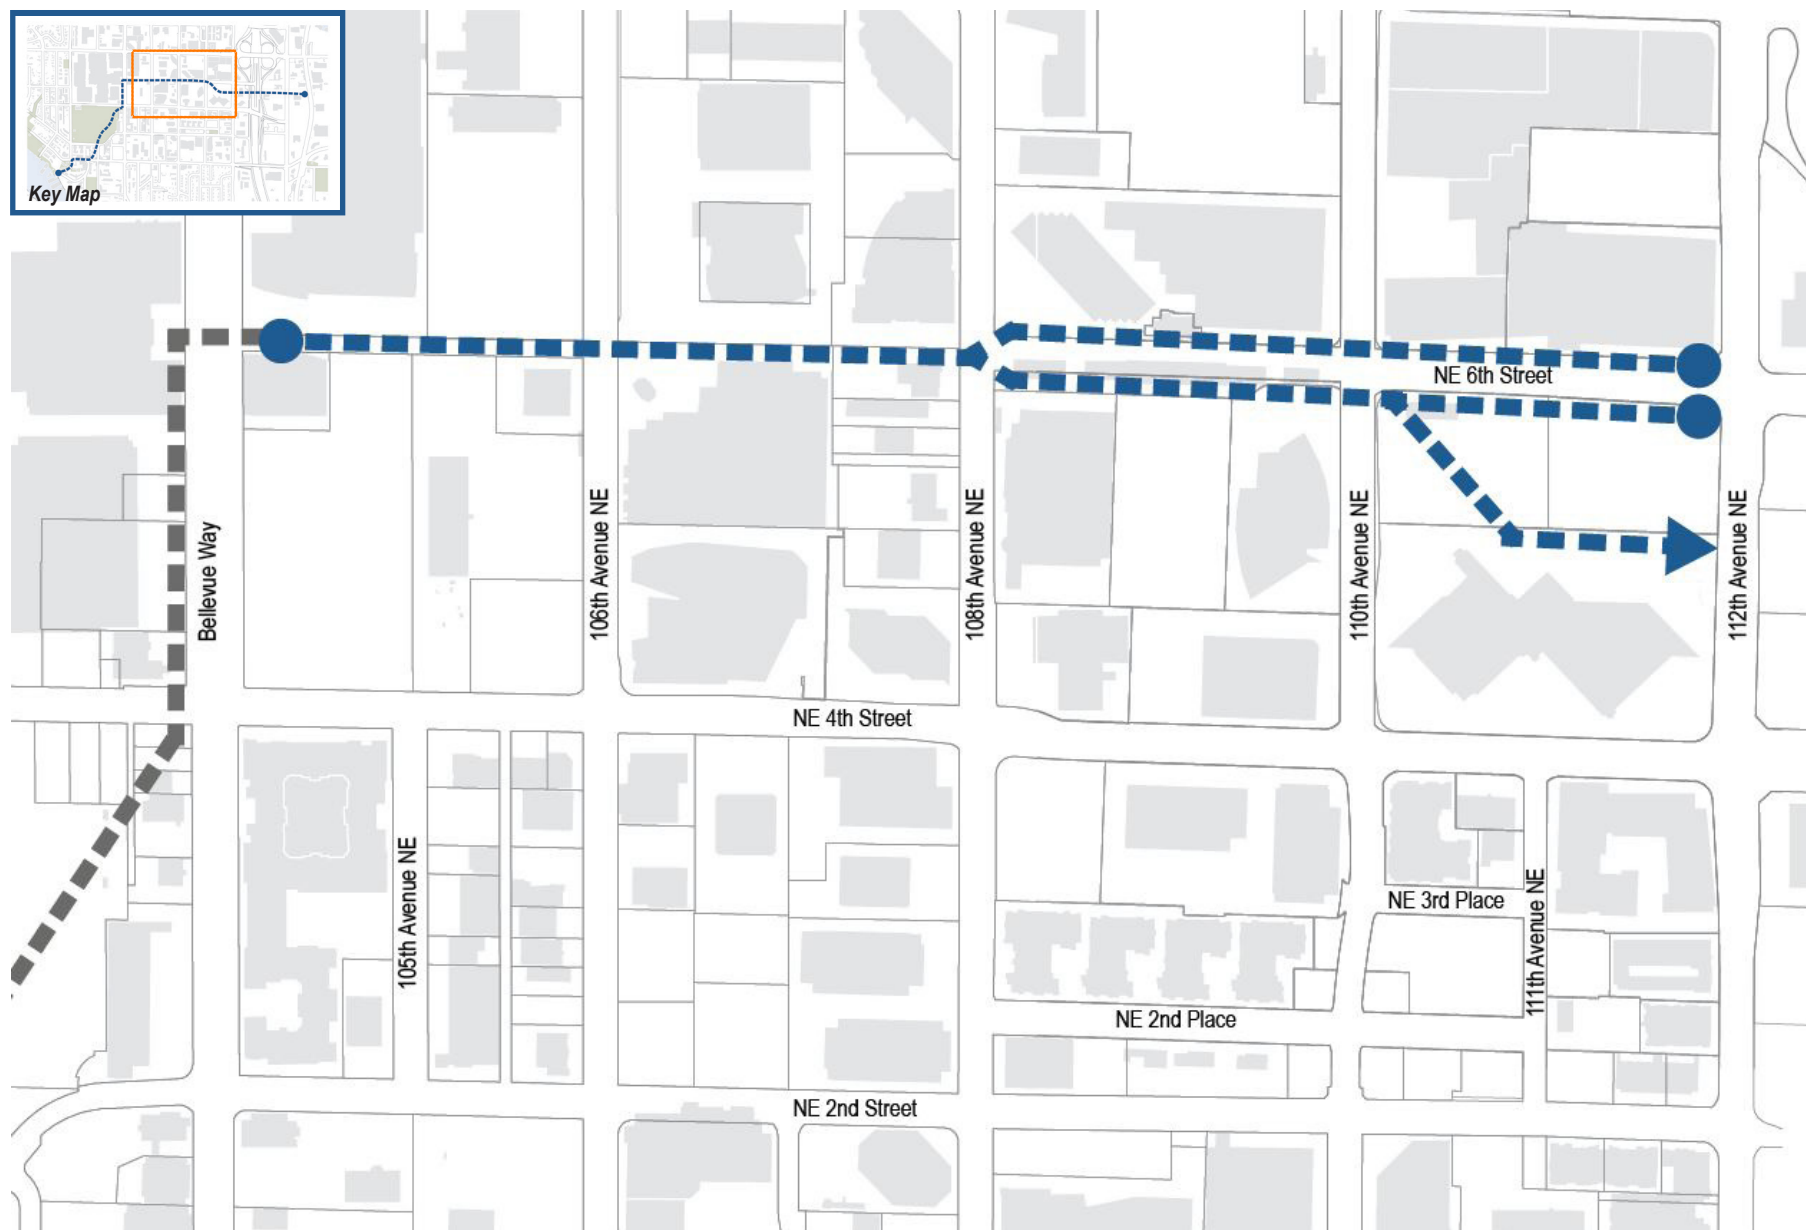 Key Map
NE 6th Street
Bellevue Way
106th Avenue NE
108th Avenue NE
110th Avenue NE
112th Avenue NE
NE 4th Street
105th Avenue NE
NE 3rd Place
111th Avenue NE
NE 2nd Place
NE 2nd Street